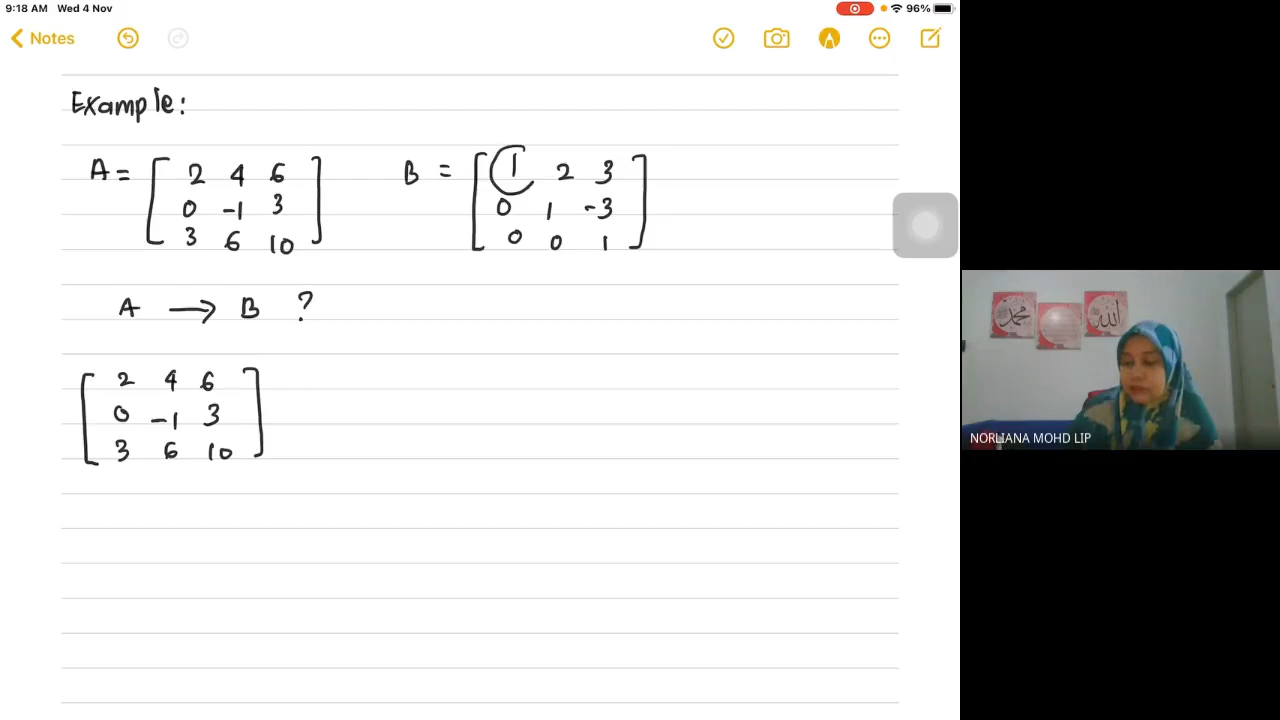 9:18 AM Wed 4 Nov
96%
Notes
Example:
A = [ 2 4 6 B = [ 1 2 3
0 -1 3 0 1 -3
3 6 10 ] 0 0 1 ]
A → B ?
[ 2 4 6
0 -1 3
3 6 10 ]
NORLIANA MOHD LIP
محمد
الله